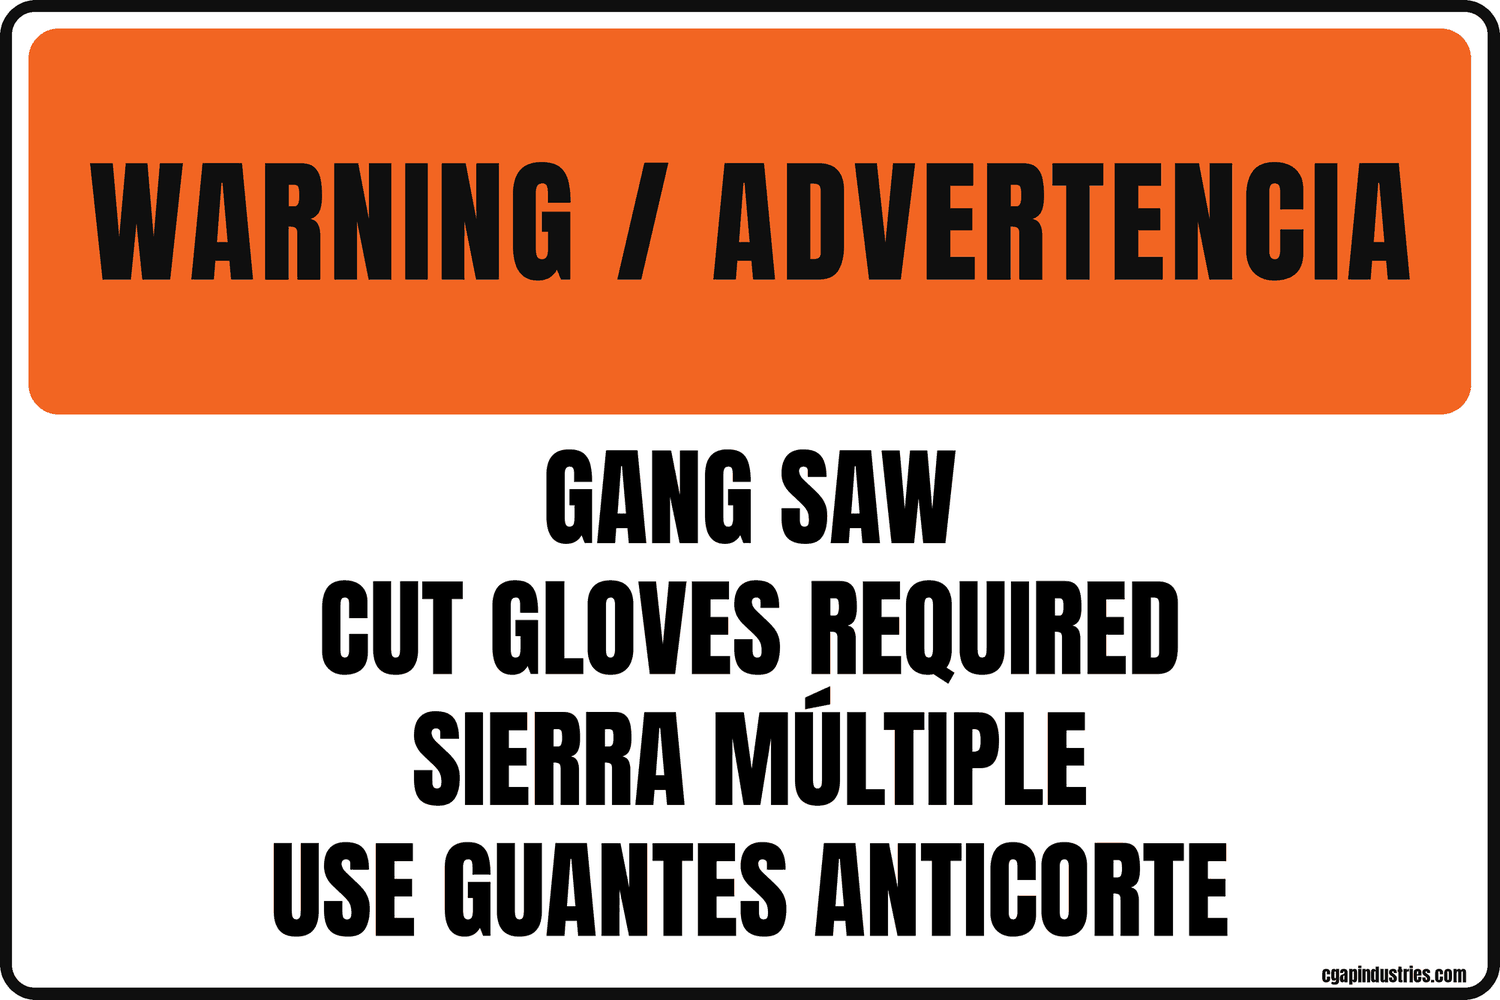 WARNING / ADVERTENCIA
GANG SAW
CUT GLOVES REQUIRED
SIERRA MÚLTIPLE
USE GUANTES ANTICORTE
cgapindustries.com